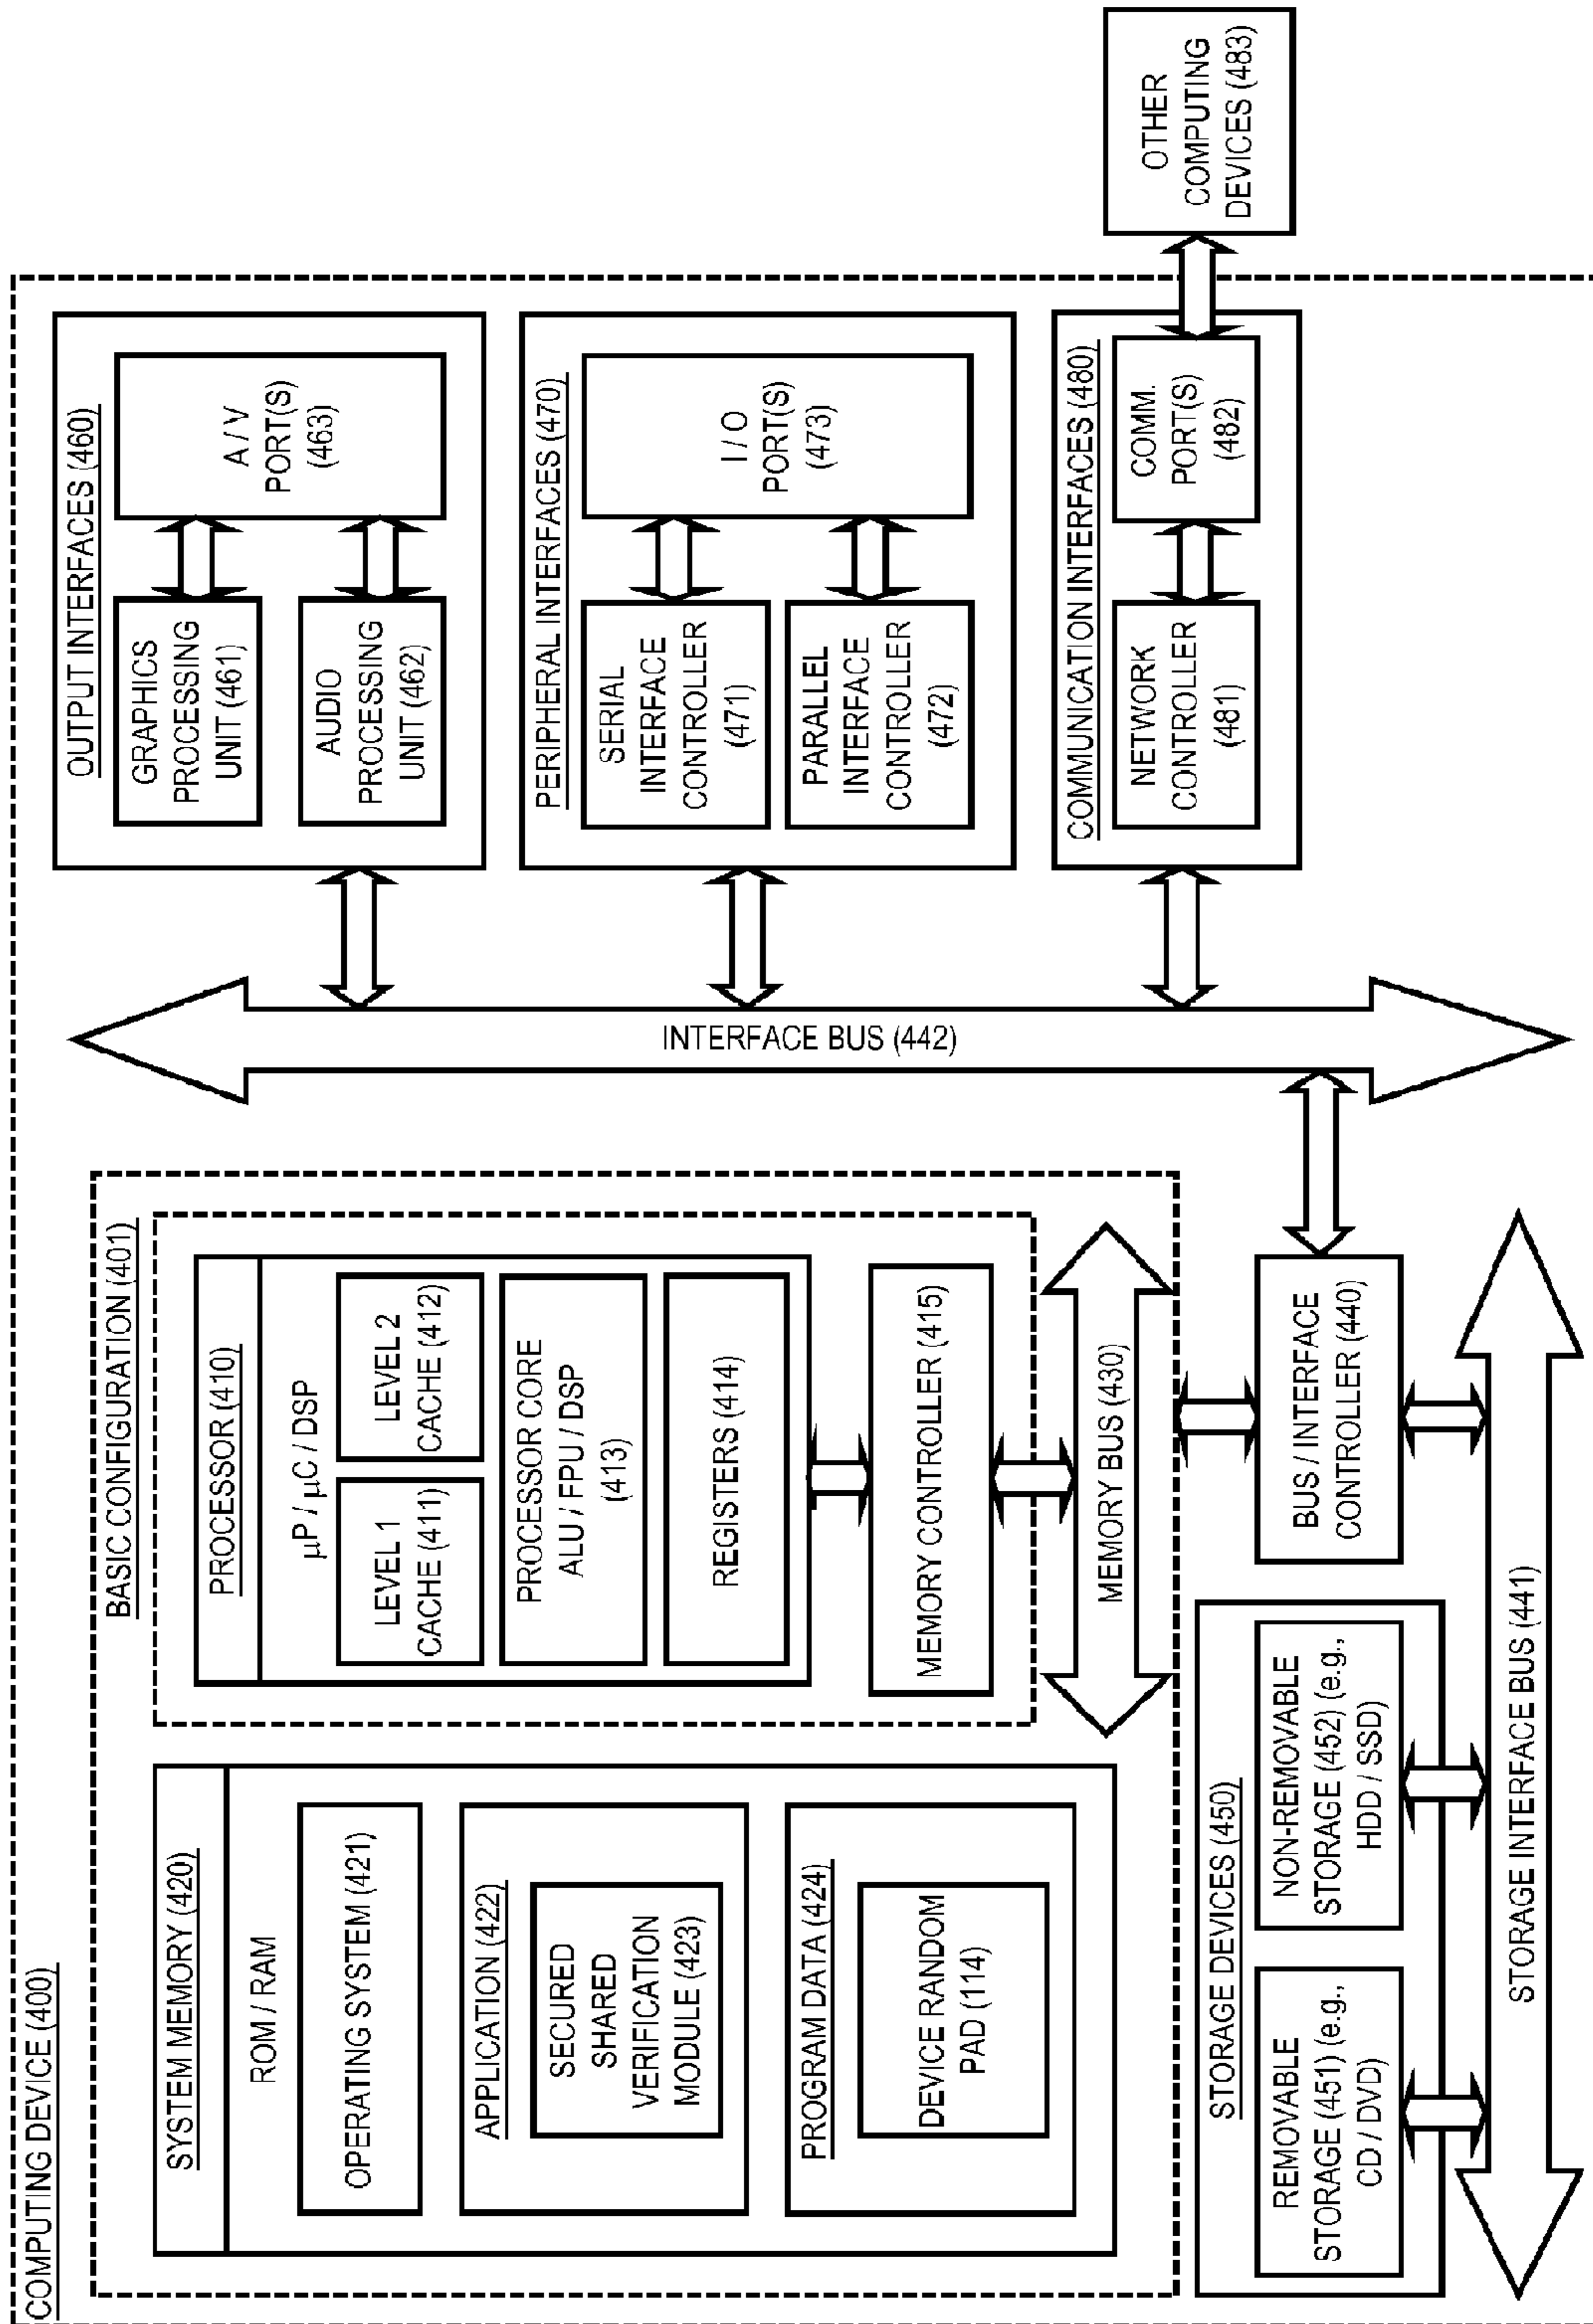 COMPUTING DEVICE (400)
BASIC CONFIGURATION (401)
SYSTEM MEMORY (420)
ROM / RAM
OPERATING SYSTEM (421)
APPLICATION (422)
SECURED
SHARED
VERIFICATION
MODULE (423)
PROGRAM DATA (424)
DEVICE RANDOM
PAD (114)
PROCESSOR (410)
µP / µC / DSP
LEVEL 1
CACHE (411)
LEVEL 2
CACHE (412)
PROCESSOR CORE
ALU / FPU / DSP
(413)
REGISTERS (414)
MEMORY CONTROLLER (415)
MEMORY BUS (430)
STORAGE DEVICES (450)
REMOVABLE
STORAGE (451) (e.g.,
CD / DVD)
NON-REMOVABLE
STORAGE (452) (e.g.,
HDD / SSD)
BUS / INTERFACE
CONTROLLER (440)
STORAGE INTERFACE BUS (441)
INTERFACE BUS (442)
OUTPUT INTERFACES (460)
GRAPHICS
PROCESSING
UNIT (461)
AUDIO
PROCESSING
UNIT (462)
A / V
PORT(S)
(463)
PERIPHERAL INTERFACES (470)
SERIAL
INTERFACE
CONTROLLER
(471)
PARALLEL
INTERFACE
CONTROLLER
(472)
I / O
PORT(S)
(473)
COMMUNICATION INTERFACES (480)
NETWORK
CONTROLLER
(481)
COMM.
PORT(S)
(482)
OTHER
COMPUTING
DEVICES (483)